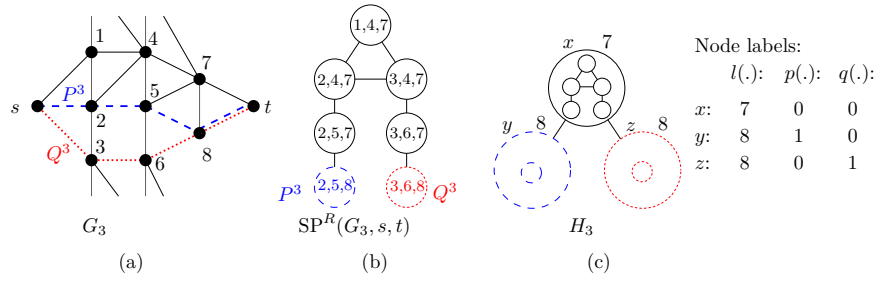 1
4
7
s
P³
5
t
2
3
Q³
6
8
G₃
(a)
1,4,7
2,4,7
3,4,7
2,5,7
3,6,7
P³
2,5,8
3,6,8
Q³
SPᴿ(G₃, s, t)
(b)
x 7
y 8
z 8
H₃
(c)
Node labels:
l(.): p(.): q(.):
x: 7 0 0
y: 8 1 0
z: 8 0 1